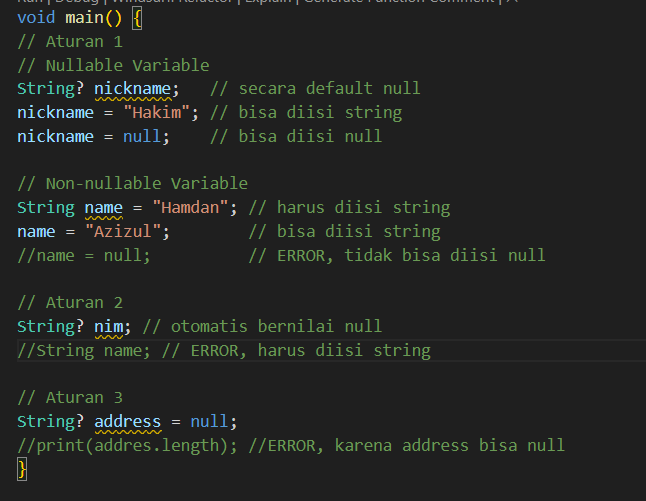 Run | Debug | Windsurf: Refactor | Explain | Generate Function Comment | X
void main() {
// Aturan 1
// Nullable Variable
String? nickname; // secara default null
nickname = "Hakim"; // bisa diisi string
nickname = null; // bisa diisi null
// Non-nullable Variable
String name = "Hamdan"; // harus diisi string
name = "Azizul"; // bisa diisi string
//name = null; // ERROR, tidak bisa diisi null
// Aturan 2
String? nim; // otomatis bernilai null
//String name; // ERROR, harus diisi string
// Aturan 3
String? address = null;
//print(addres.length); //ERROR, karena address bisa null
}